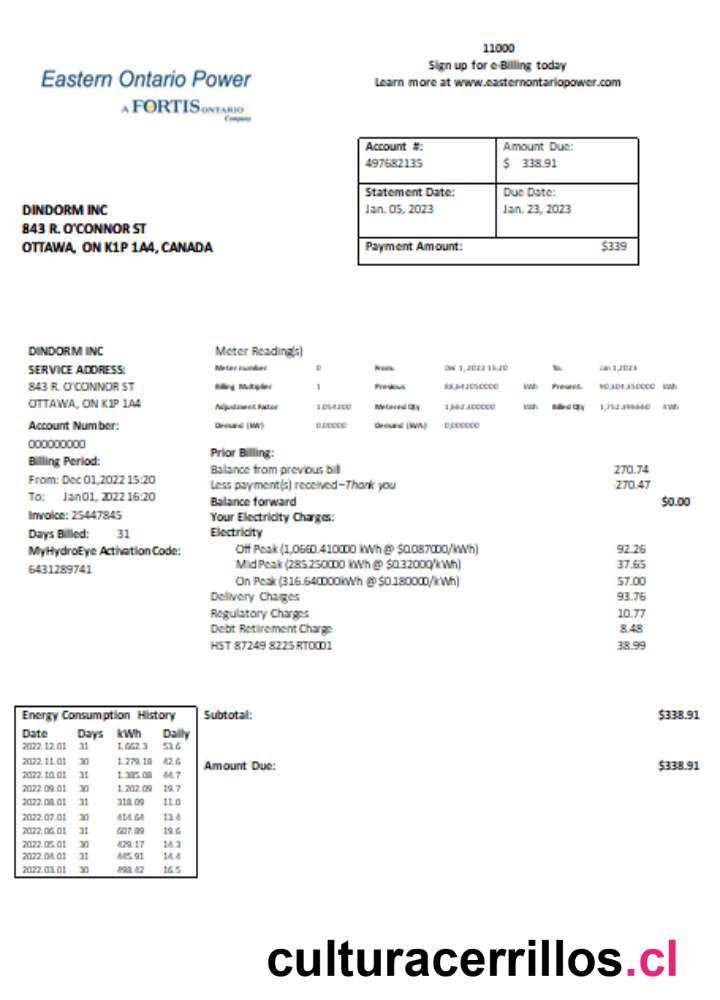 11000
Sign up for e-Billing today
Learn more at www.easternontariopower.com
Eastern Ontario Power
A FORTIS ONTARIO
Company
Account #: Amount Due:
497682135 $ 338.91
Statement Date: Due Date:
Jan. 05, 2023 Jan. 23, 2023
Payment Amount: $339
DINDORM INC
843 R. O'CONNOR ST
OTTAWA, ON K1P 1A4, CANADA
DINDORM INC
SERVICE ADDRESS:
843 R. O'CONNOR ST
OTTAWA, ON K1P 1A4
Account Number:
000000000
Billing Period:
From: Dec 01,2022 15:20
To: Jan 01, 2022 16:20
Invoice: 25447845
Days Billed: 31
MyHydroEye Activation Code:
6431289741
Meter Reading(s)
Meter number 0 From: Dec 1, 2022 15:20 To: Jan 1,2023
Billing Multiplier 1 Previous kWh Present. kWh
Adjustment Factor 1.054200 Metered Qty kWh Billed Qty kWh
Demand (kW) 0.00000 Demand (kVA) 0,000000
Prior Billing:
Balance from previous bill 270.74
Less payment(s) received–Thank you -270.47
Balance forward $0.00
Your Electricity Charges:
Electricity
Off Peak (1,0660.410000 kWh @ $0.087000/kWh) 92.26
Mid Peak (285.250000 kWh @ $0.32000/kWh) 37.65
On Peak (316.640000kWh @ $0.180000/kWh) 57.00
Delivery Charges 93.76
Regulatory Charges 10.77
Debt Retirement Charge 8.48
HST 87249 8225 RT0001 38.99
Energy Consumption History
Date Days kWh Daily
2022.12.01 31 1.662.3 53.6
2022.11.01 30 1.279.18 42.6
2022.10.01 31 1.385.08 44.7
2022.09.01 30 1.202.09 19.7
2022.08.01 31 318.09 11.0
2022.07.01 30 414.64 13.4
2022.06.01 31 607.89 19.6
2022.05.01 30 429.17 14.3
2022.04.01 31 445.91 14.4
2022.03.01 30 498.42 16.5
Subtotal: $338.91
Amount Due: $338.91
culturacerrillos.cl